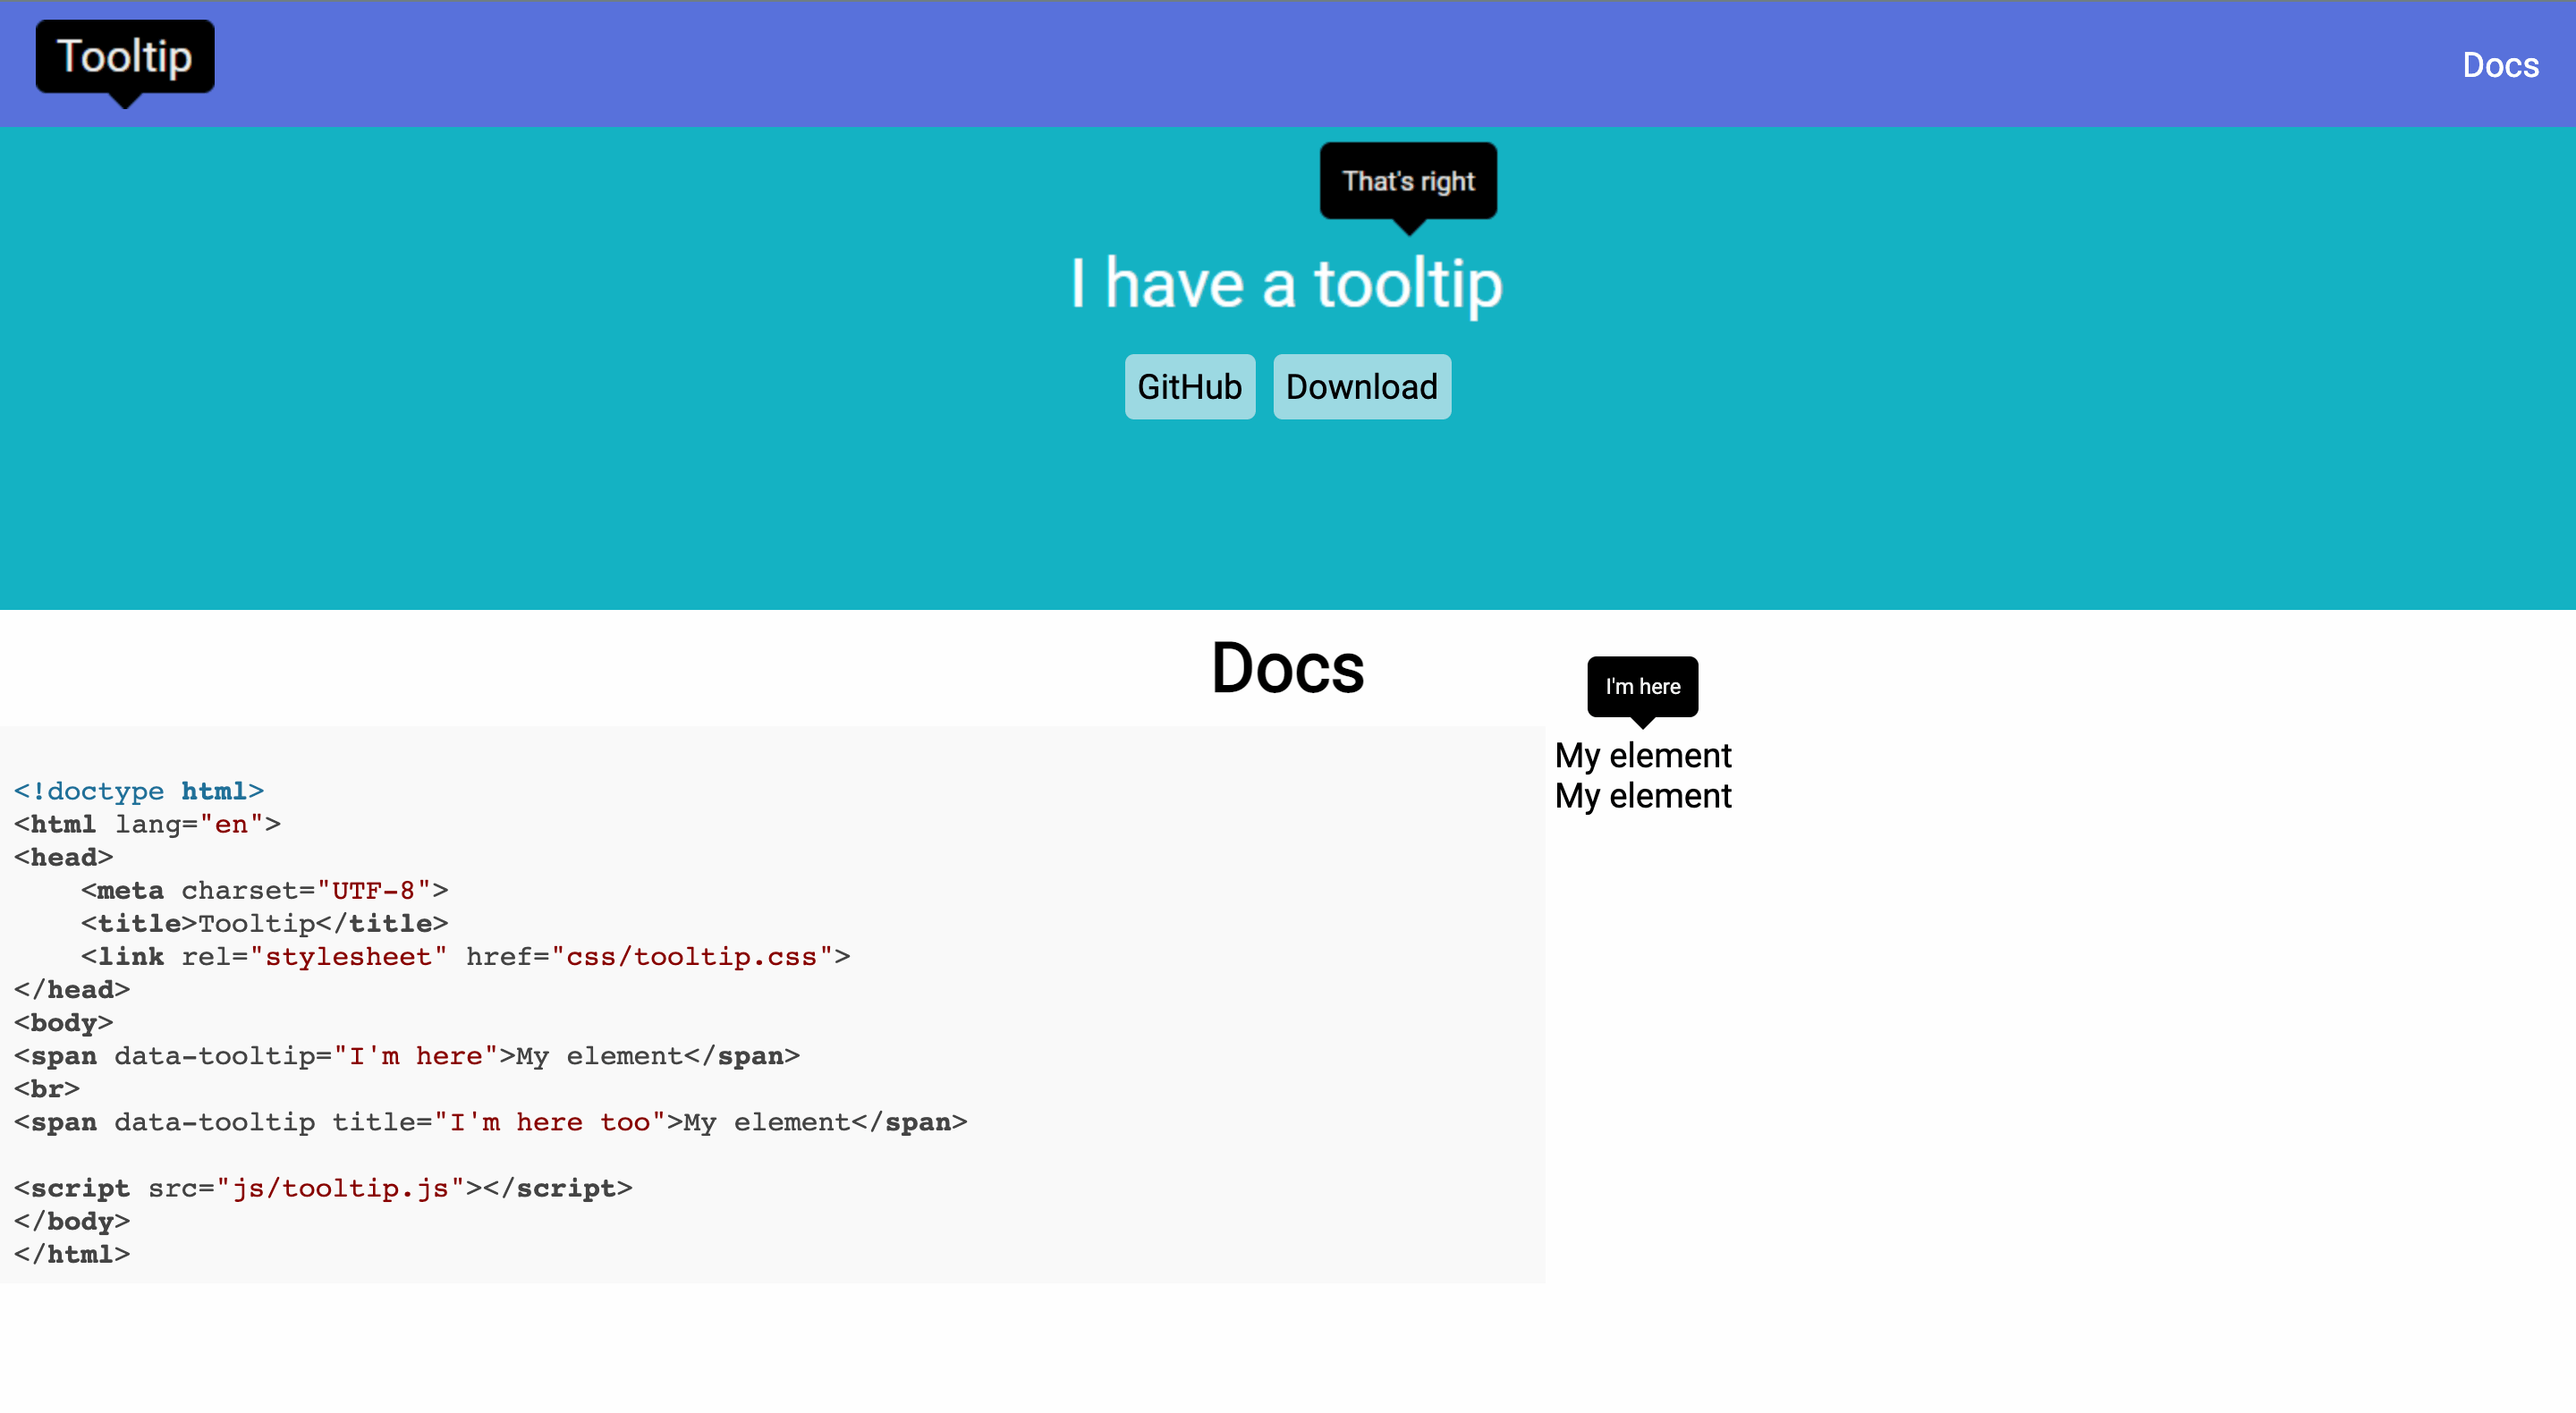 Tooltip
Docs
That's right
I have a tooltip
GitHub Download
Docs
I'm here
My element
My element
<!doctype html>
<html lang="en">
<head>
    <meta charset="UTF-8">
    <title>Tooltip</title>
    <link rel="stylesheet" href="css/tooltip.css">
</head>
<body>
<span data-tooltip="I'm here">My element</span>
<br>
<span data-tooltip title="I'm here too">My element</span>
<script src="js/tooltip.js"></script>
</body>
</html>